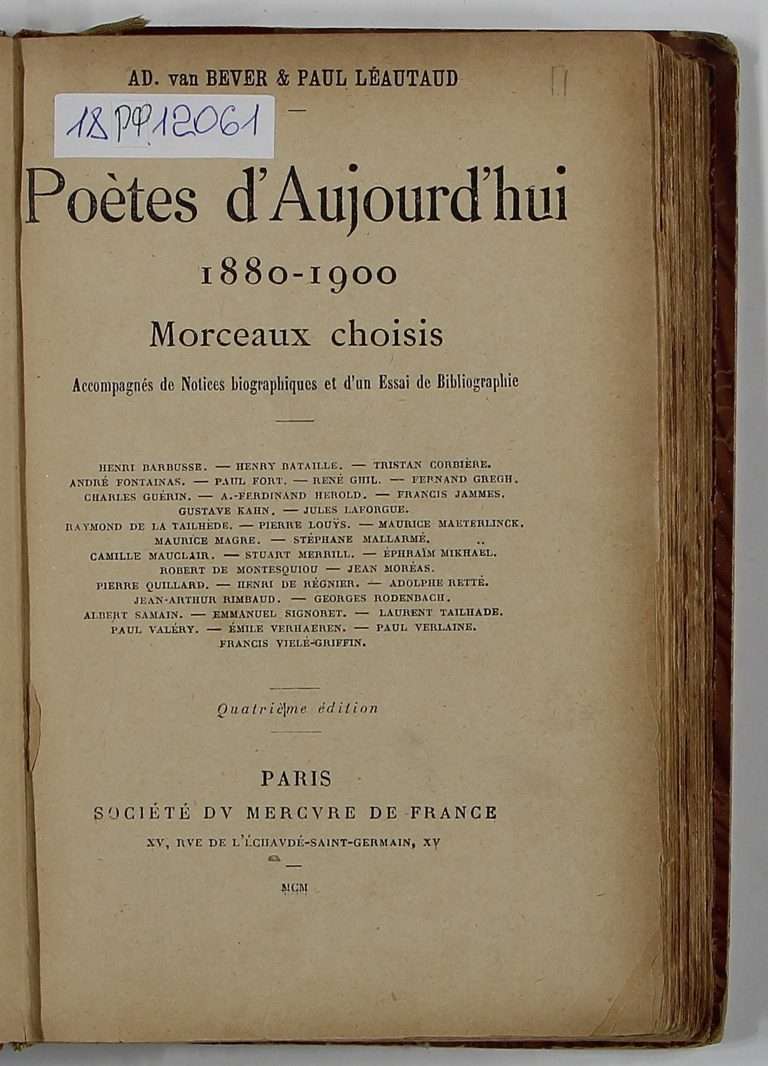 AD. van BEVER & PAUL LÉAUTAUD
18PP12061
Poètes d'Aujourd'hui
1880-1900
Morceaux choisis
Accompagnés de Notices biographiques et d'un Essai de Bibliographie
HENRI BARBUSSE. — HENRY BATAILLE. — TRISTAN CORBIÈRE.
ANDRÉ FONTAINAS. — PAUL FORT. — RENÉ GHIL. — FERNAND GREGH.
CHARLES GUÉRIN. — A.-FERDINAND HEROLD. — FRANCIS JAMMES.
GUSTAVE KAHN. — JULES LAFORGUE.
RAYMOND DE LA TAILHÈDE. — PIERRE LOUŸS. — MAURICE MAETERLINCK.
MAURICE MAGRE. — STÉPHANE MALLARMÉ.
CAMILLE MAUCLAIR. — STUART MERRILL. — ÉPHRAÏM MIKHAËL.
ROBERT DE MONTESQUIOU — JEAN MORÉAS.
PIERRE QUILLARD. — HENRI DE RÉGNIER. — ADOLPHE RETTÉ.
JEAN-ARTHUR RIMBAUD. — GEORGES RODENBACH.
ALBERT SAMAIN. — EMMANUEL SIGNORET. — LAURENT TAILHADE.
PAUL VALÉRY. — ÉMILE VERHAEREN. — PAUL VERLAINE.
FRANCIS VIELÉ-GRIFFIN.
Quatrième édition
PARIS
SOCIÉTÉ DV MERCVRE DE FRANCE
XV, RVE DE L'ÉCHAVDÉ-SAINT-GERMAIN, XV
MCM